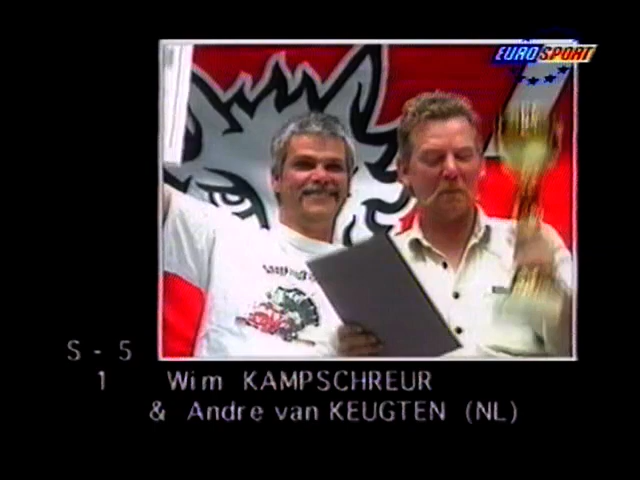 EUROSPORT
S - 5
1 Wim KAMPSCHREUR
& Andre van KEUGTEN (NL)